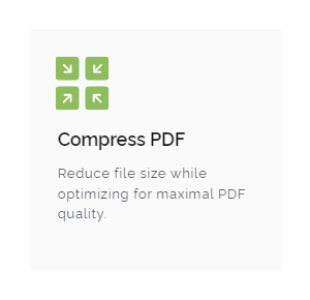 Compress PDF
Reduce file size while
optimizing for maximal PDF
quality.